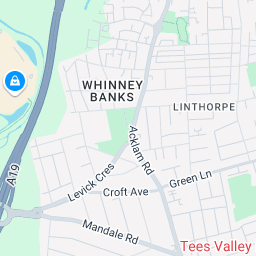 WHINNEY
BANKS
LINTHORPE
Acklam Rd
A19
Levick Cres
Green Ln
Croft Ave
Mandale Rd
Tees Valley